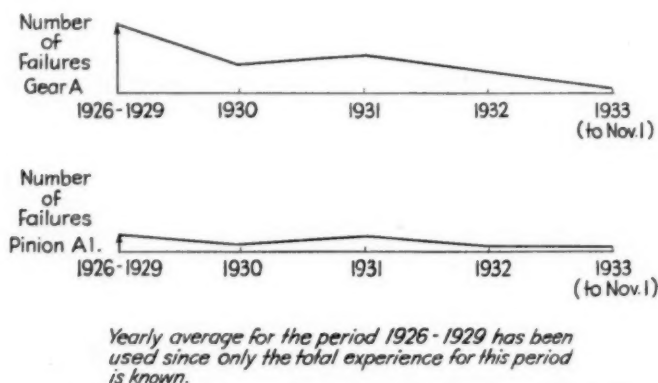 Number
of
Failures
Gear A
1926-1929 1930 1931 1932 1933
(to Nov.1)
Number
of
Failures
Pinion A1.
1926-1929 1930 1931 1932 1933
(to Nov.1)
Yearly average for the period 1926-1929 has been
used since only the total experience for this period
is known.